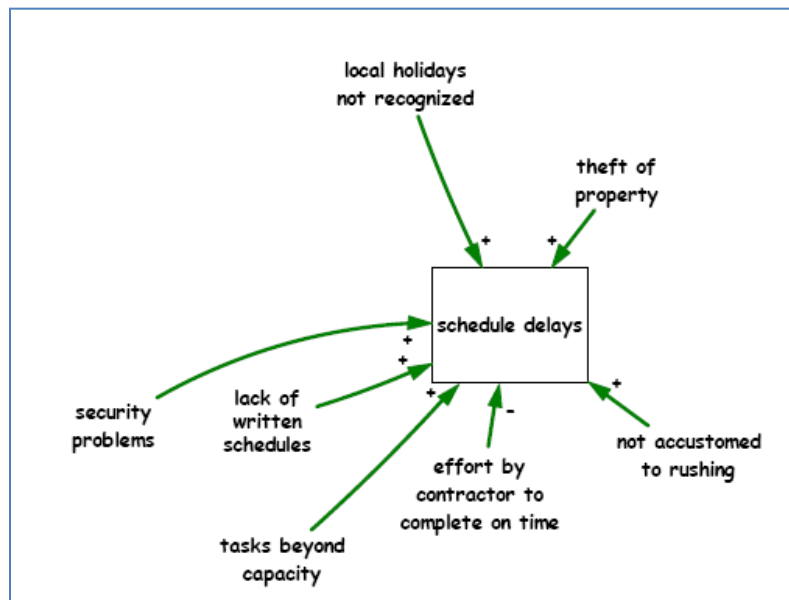 local holidays
not recognized
theft of
property
+
+
schedule delays
+
+
+
-
+
security
problems
lack of
written
schedules
not accustomed
to rushing
effort by
contractor to
complete on time
tasks beyond
capacity